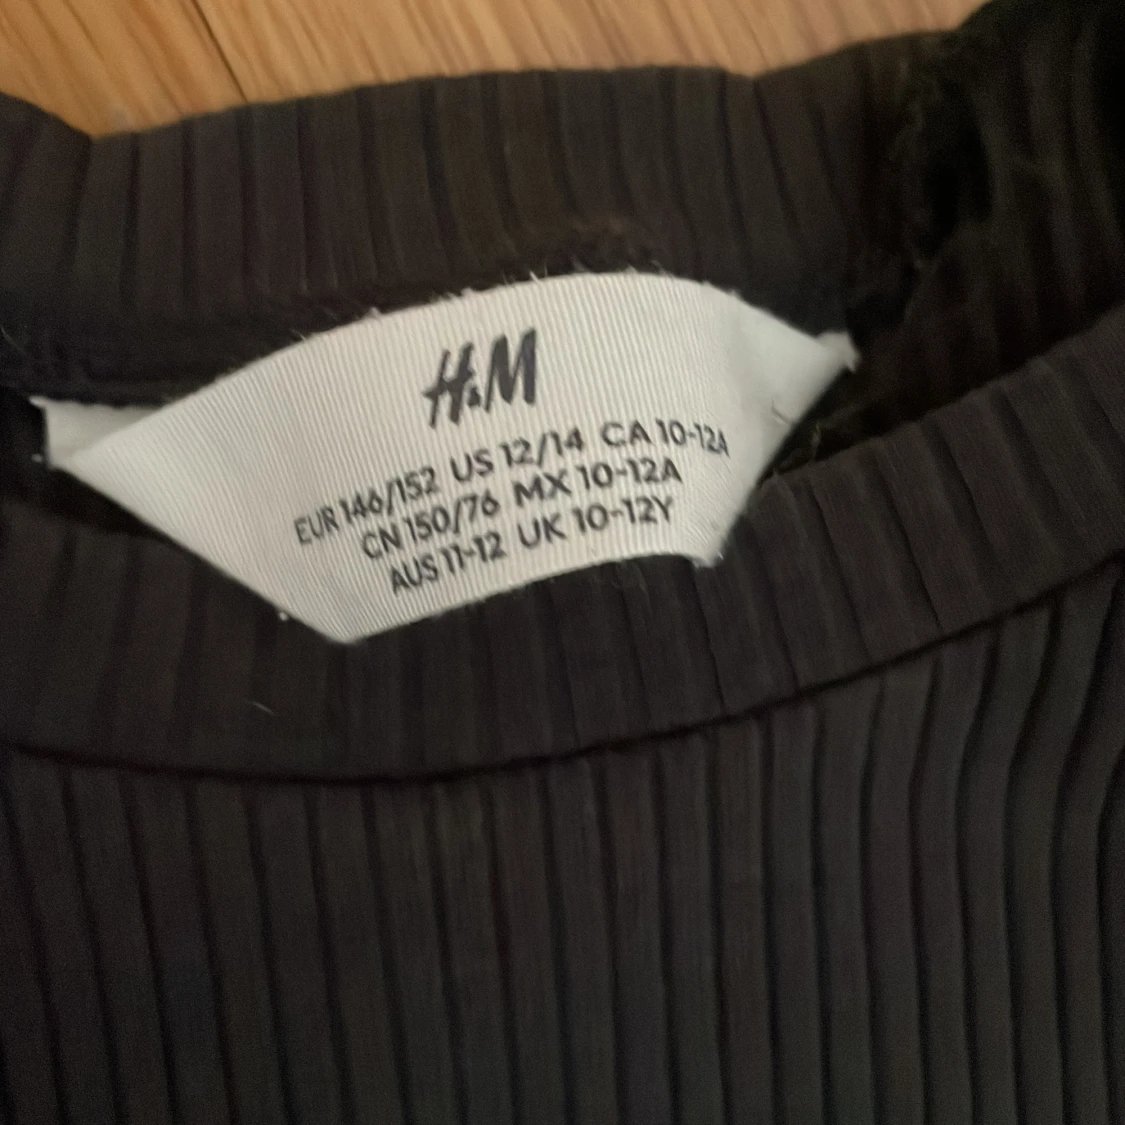 H&M
EUR 146/152 US 12/14 CA 10-12A
CN 150/76 MX 10-12A
AUS 11-12 UK 10-12Y